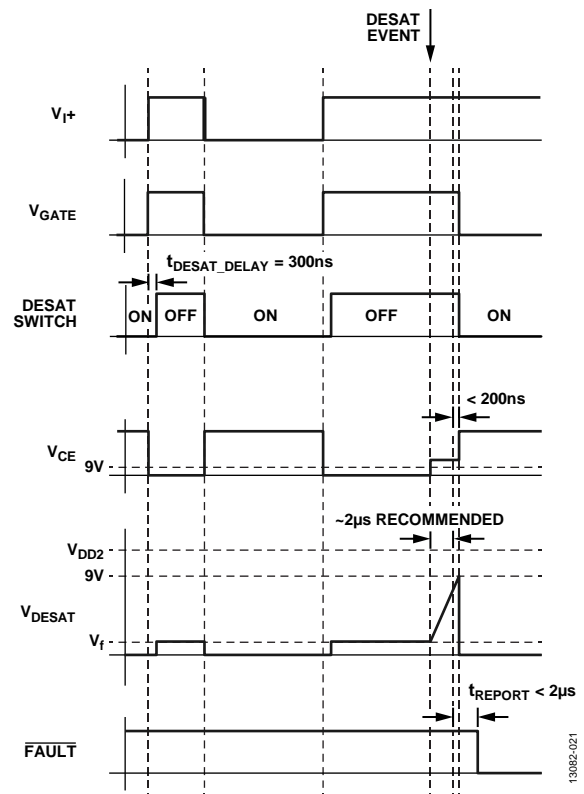 DESAT
EVENT
VI+
VGATE
tDESAT_DELAY = 300ns
DESAT
SWITCH
ON
OFF
ON
OFF
ON
< 200ns
VCE
9V
~2µs RECOMMENDED
VDD2
9V
VDESAT
Vf
tREPORT < 2µs
FAULT
13082-021